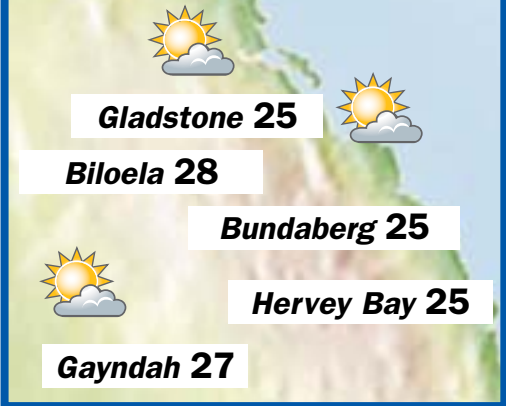 Gladstone 25
Biloela 28
Bundaberg 25
Hervey Bay 25
Gayndah 27